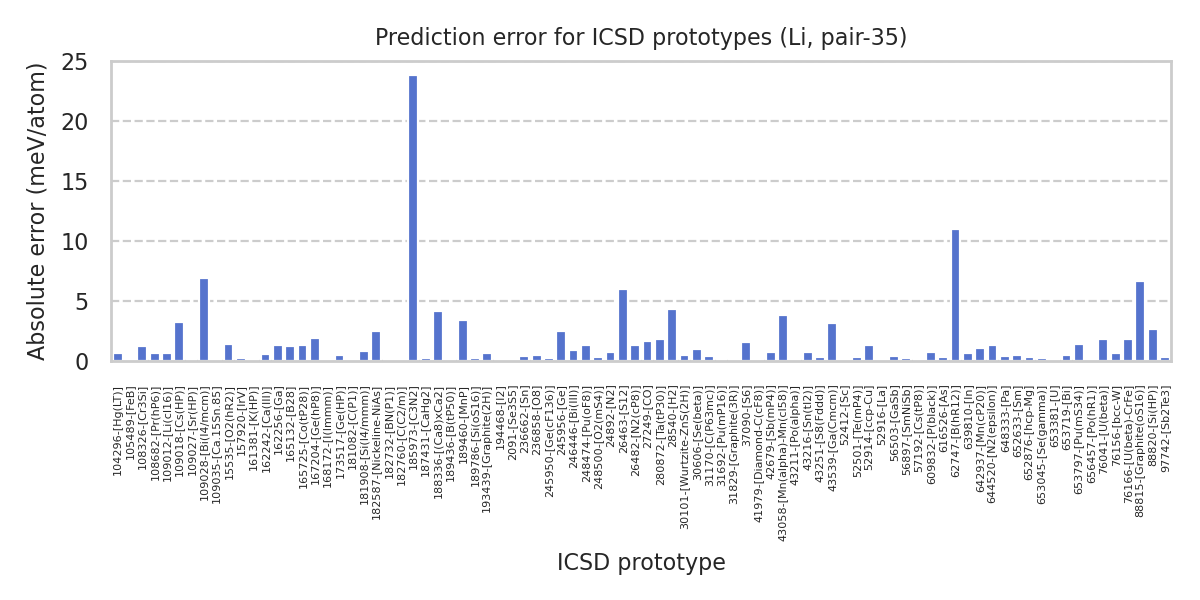 Prediction error for ICSD prototypes (Li, pair-35)
Absolute error (meV/atom)
25
20
15
10
5
0
104296-[Hg(LT)]
105489-[FeB]
108326-[Cr3Si]
108682-[Pr(hP6)]
109012-[Li(cI16)]
109018-[Cs(HP)]
109027-[Sr(HP)]
109028-[Bi(I4/mcm)]
109035-[Ca.15Sn.85]
15535-[O2(hR2)]
157920-[IrV]
161381-[K(HP)]
162242-[Ca(III)]
162256-[Ga]
165132-[B28]
165725-[Co(tP28)]
167204-[Ge(hP8)]
168172-[I(Immm)]
173517-[Ge(HP)]
181082-[C(P1)]
181908-[Si(I4/mmm)]
182587-[Nickeline-NiAs]
182732-[BN(P1)]
182760-[C(C2/m)]
185973-[C3N2]
187431-[CaHg2]
188336-[(Ca8)xCa2]
189436-[B(tP50)]
189460-[MnP]
189786-[Si(oS16)]
193439-[Graphite(2H)]
194468-[I2]
2091-[Se3S5]
236662-[Sn]
236858-[O8]
245950-[Ge(cF136)]
245956-[Ge]
246446-[Bi(III)]
248474-[Pu(oF8)]
248500-[O2(mS4)]
24892-[N2]
26463-[S12]
26482-[N2(cP8)]
27249-[CO]
280872-[Ta(tP30)]
28540-[H2]
30101-[Wurtzite-ZnS(2H)]
30606-[Se(beta)]
31170-[C(P63mc)]
31692-[Pu(mP16)]
31829-[Graphite(3R)]
37090-[S6]
41979-[Diamond-C(cF8)]
42679-[Sb(mP4)]
43058-[Mn(alpha)-Mn(cI58)]
43211-[Po(alpha)]
43216-[Sn(tI2)]
43251-[S8(Fddd)]
43539-[Ga(Cmcm)]
52412-[Sc]
52501-[Te(mP4)]
52914-[ccp-Cu]
52916-[La]
56503-[GaSb]
56897-[SmNiSb]
57192-[Cs(tP8)]
609832-[P(black)]
616526-[As]
62747-[B(hR12)]
639810-[In]
642937-[Mn(cP20)]
644520-[N2(epsilon)]
648333-[Pa]
652633-[Sm]
652876-[hcp-Mg]
653045-[Se(gamma)]
653381-[U]
653719-[Bi]
653797-[Pu(mS34)]
656457-[Po(hR1)]
76041-[U(beta)]
76156-[bcc-W
76166-[U(beta)-CrFe]
88815-[Graphite(oS16)]
88820-[Si(HP)]
97742-[Sb2Te3]
ICSD prototype